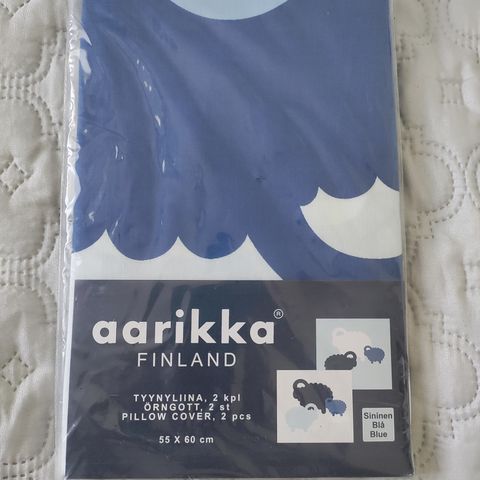 aarikka®
FINLAND
TYYNYLIINA, 2 kpl
ÖRNGOTT, 2 st
PILLOW COVER, 2 pcs
55 X 60 cm
Sininen
Blå
Blue